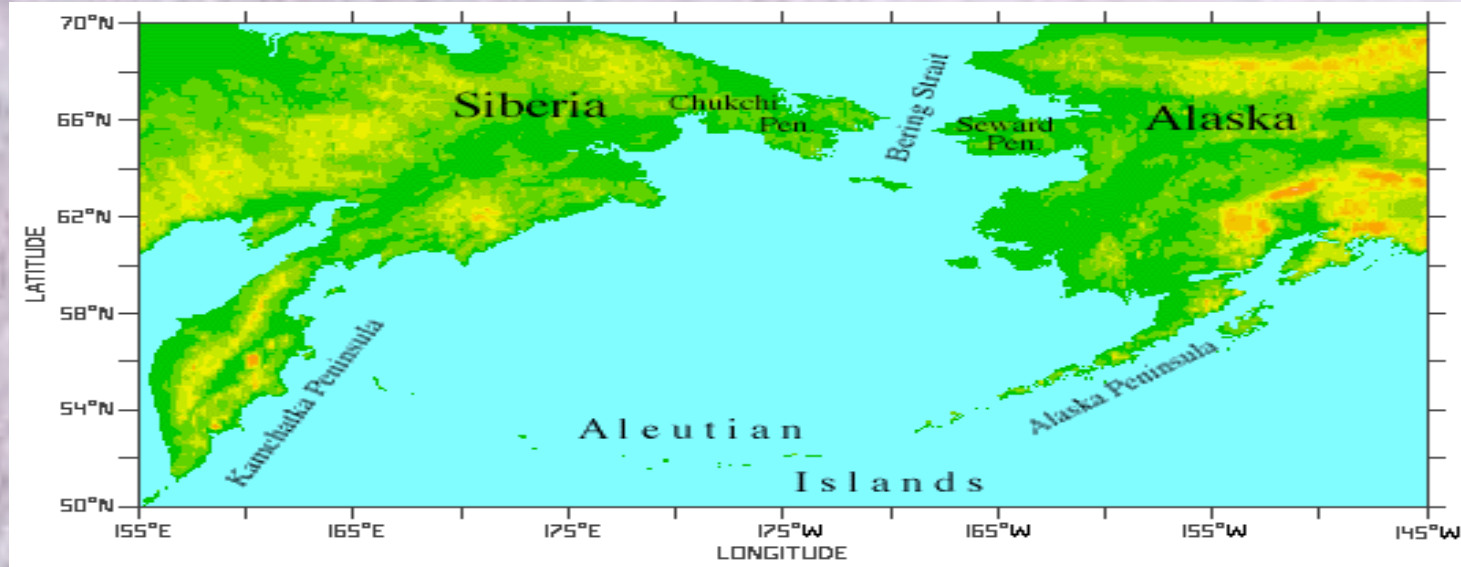 70°N
66°N
62°N
58°N
54°N
50°N
LATITUDE
Siberia
Chukchi
Pen.
Bering Strait
Seward
Pen.
Alaska
Kamchatka Peninsula
Alaska Peninsula
Aleutian
Islands
155°E 165°E 175°E 175°W 165°W 155°W 145°W
LONGITUDE